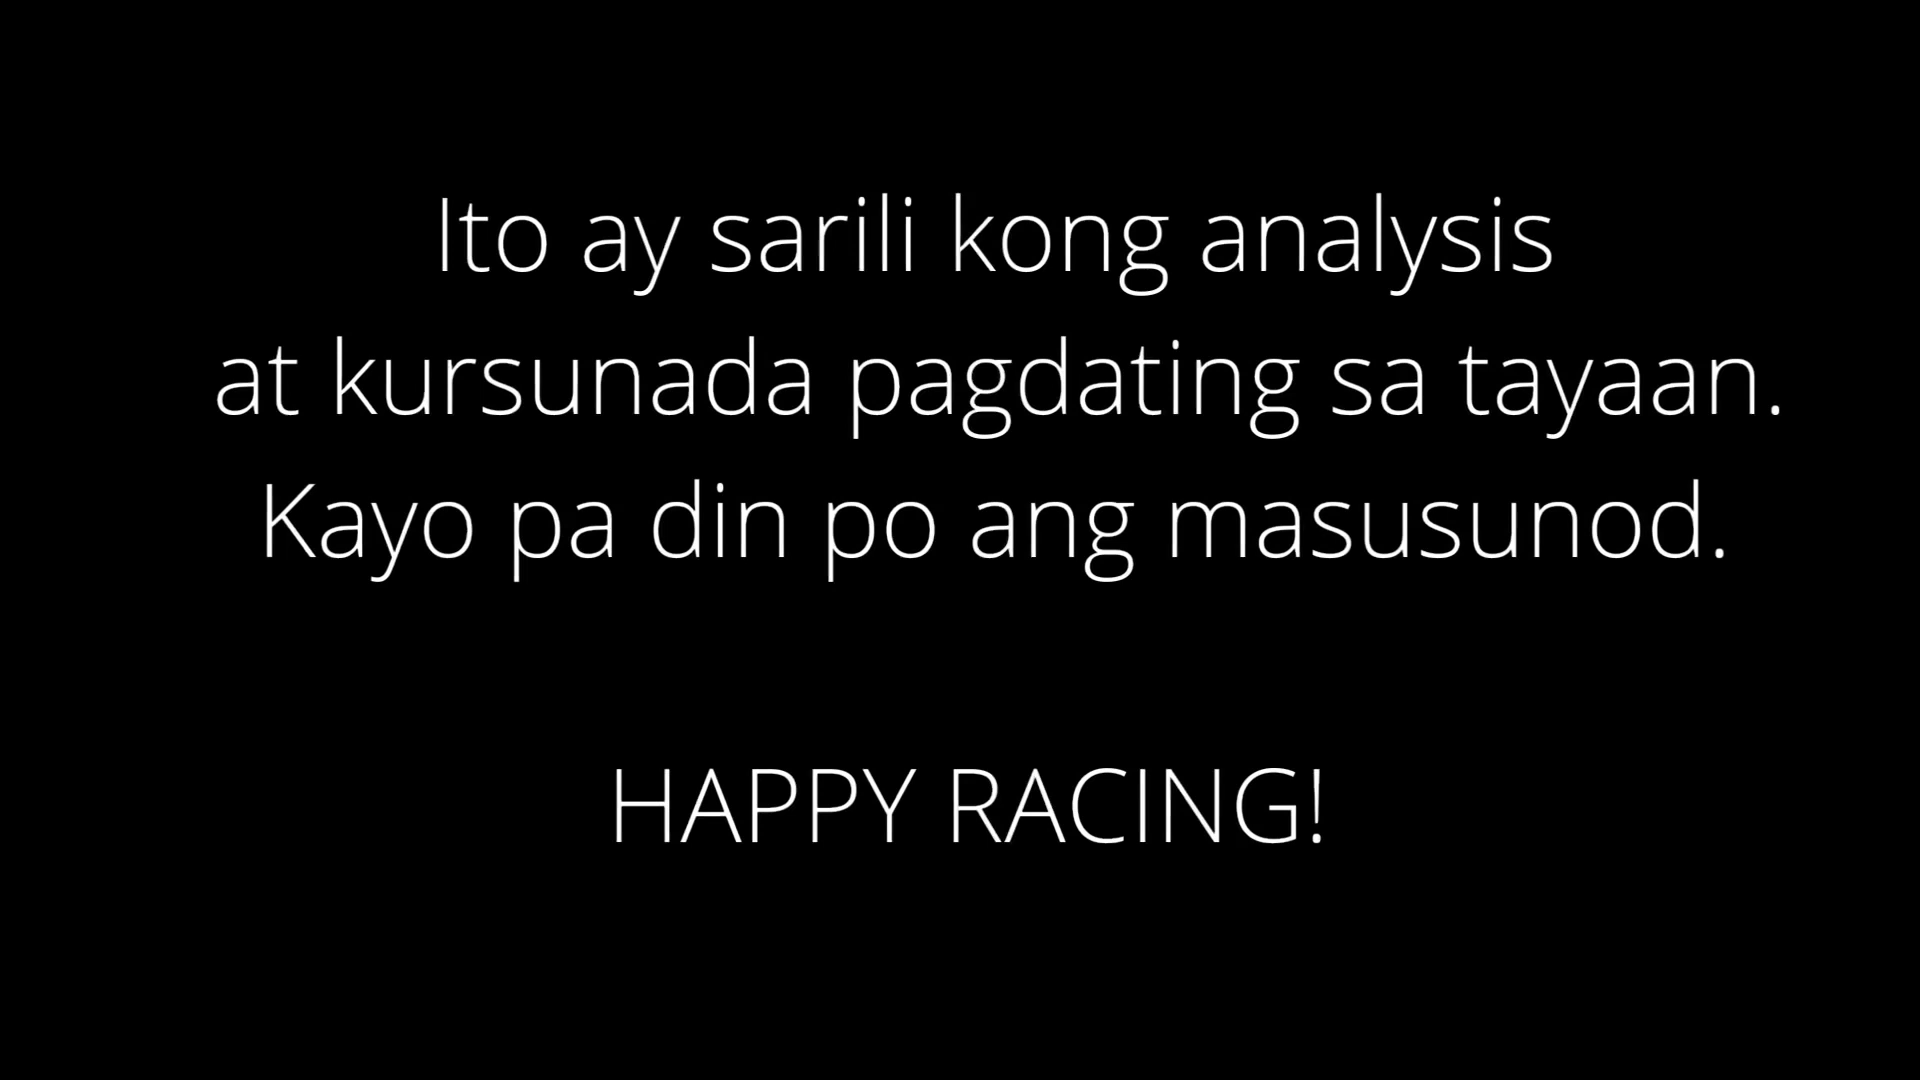 Ito ay sarili kong analysis
at kursunada pagdating sa tayaan.
Kayo pa din po ang masusunod.
HAPPY RACING!